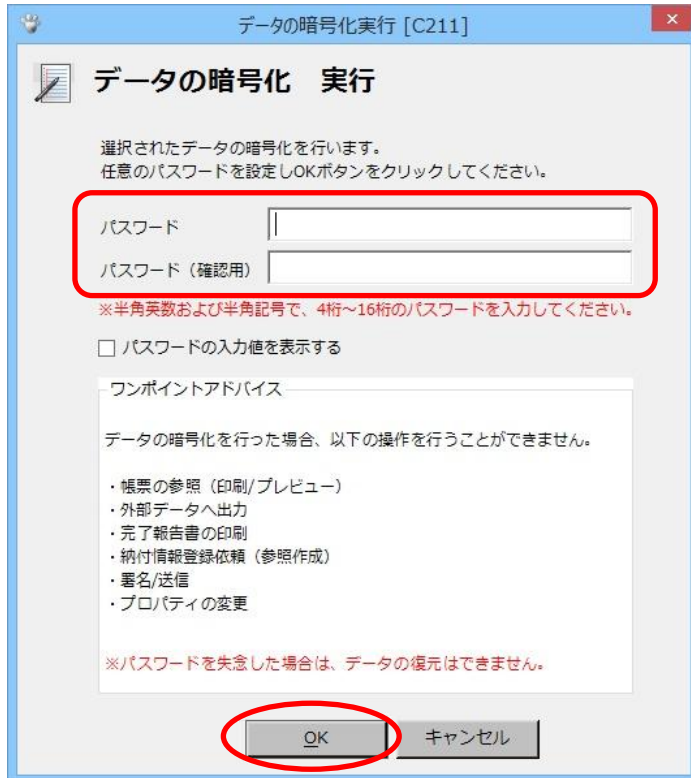 データの暗号化実行 [C211]
データの暗号化　実行
選択されたデータの暗号化を行います。
任意のパスワードを設定しOKボタンをクリックしてください。
パスワード
パスワード（確認用）
※半角英数および半角記号で、4桁～16桁のパスワードを入力してください。
パスワードの入力値を表示する
ワンポイントアドバイス
データの暗号化を行った場合、以下の操作を行うことができません。
・帳票の参照（印刷/プレビュー）
・外部データへ出力
・完了報告書の印刷
・納付情報登録依頼（参照作成）
・署名/送信
・プロパティの変更
※パスワードを失念した場合は、データの復元はできません。
OK キャンセル